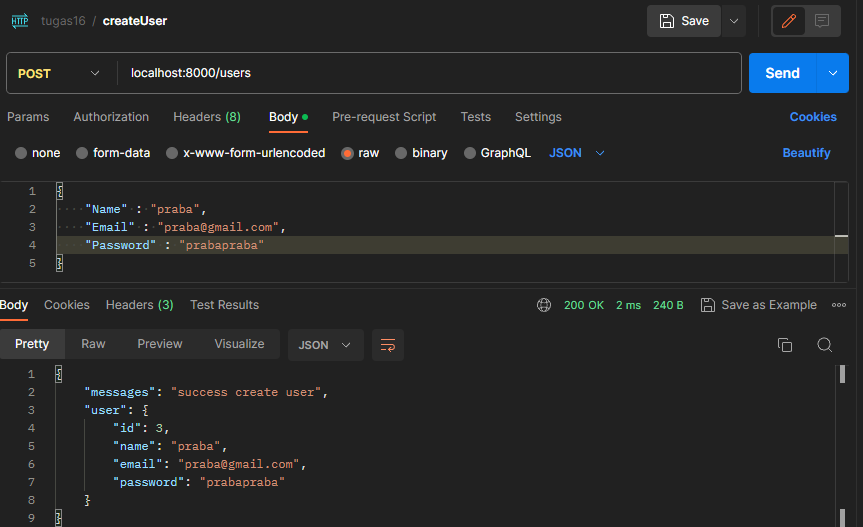 HTTP tugas16 / createUser Save
POST localhost:8000/users Send
Params Authorization Headers (8) Body Pre-request Script Tests Settings Cookies
none form-data x-www-form-urlencoded raw binary GraphQL JSON Beautify
1 {
2 "Name" : "praba",
3 "Email" : "praba@gmail.com",
4 "Password" : "prabapraba"
5 }
Body Cookies Headers (3) Test Results 200 OK 2 ms 240 B Save as Example
Pretty Raw Preview Visualize JSON
1 {
2 "messages": "success create user",
3 "user": {
4 "id": 3,
5 "name": "praba",
6 "email": "praba@gmail.com",
7 "password": "prabapraba"
8 }
9 }